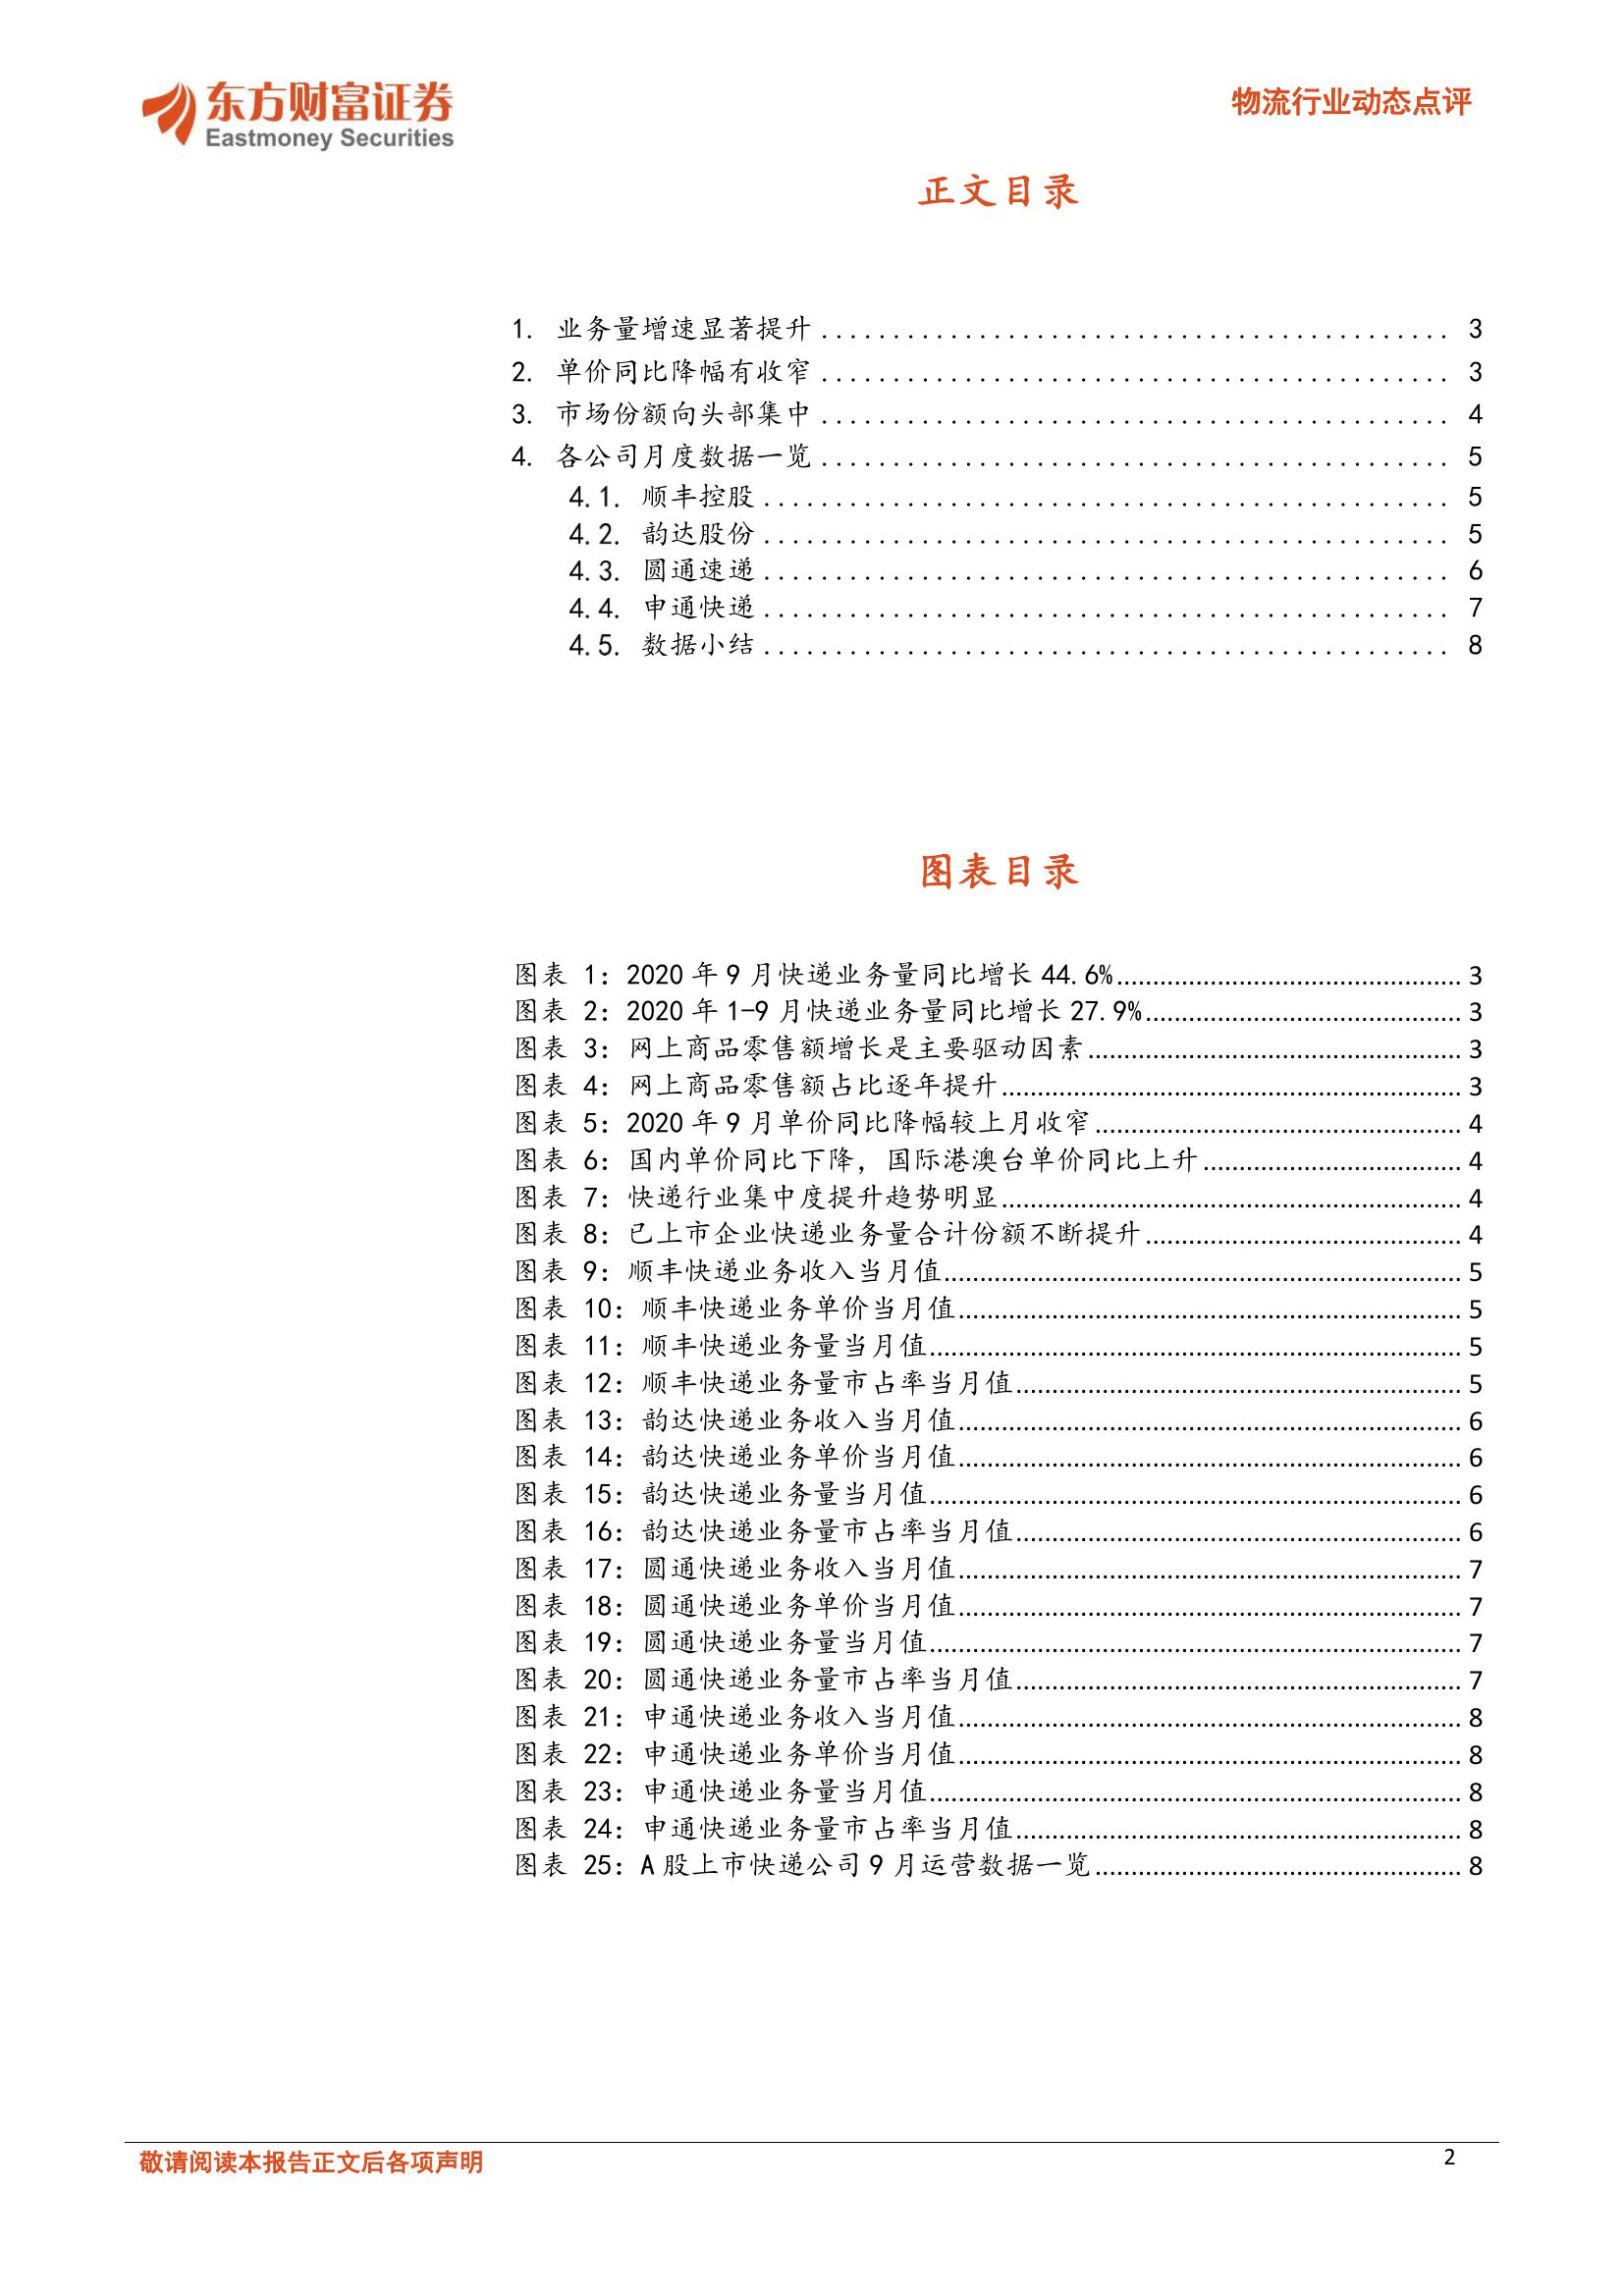 东方财富证券
Eastmoney Securities
物流行业动态点评
正文目录
1. 业务量增速显著提升............................................ 3
2. 单价同比降幅有收窄............................................ 3
3. 市场份额向头部集中............................................ 4
4. 各公司月度数据一览............................................ 5
4.1. 顺丰控股................................................ 5
4.2. 韵达股份................................................ 5
4.3. 圆通速递................................................ 6
4.4. 申通快递................................................ 7
4.5. 数据小结................................................ 8
图表目录
图表 1：2020 年 9 月快递业务量同比增长 44.6%................................................ 3
图表 2：2020 年 1-9 月快递业务量同比增长 27.9%............................................ 3
图表 3：网上商品零售额增长是主要驱动因素.................................................... 3
图表 4：网上商品零售额占比逐年提升................................................................ 3
图表 5：2020 年 9 月单价同比降幅较上月收窄................................................... 4
图表 6：国内单价同比下降，国际港澳台单价同比上升.................................... 4
图表 7：快递行业集中度提升趋势明显................................................................ 4
图表 8：已上市企业快递业务量合计份额不断提升............................................ 4
图表 9：顺丰快递业务收入当月值........................................................................ 5
图表 10：顺丰快递业务单价当月值...................................................................... 5
图表 11：顺丰快递业务量当月值.......................................................................... 5
图表 12：顺丰快递业务量市占率当月值.............................................................. 5
图表 13：韵达快递业务收入当月值...................................................................... 6
图表 14：韵达快递业务单价当月值...................................................................... 6
图表 15：韵达快递业务量当月值.......................................................................... 6
图表 16：韵达快递业务量市占率当月值.............................................................. 6
图表 17：圆通快递业务收入当月值...................................................................... 7
图表 18：圆通快递业务单价当月值...................................................................... 7
图表 19：圆通快递业务量当月值.......................................................................... 7
图表 20：圆通快递业务量市占率当月值.............................................................. 7
图表 21：申通快递业务收入当月值...................................................................... 8
图表 22：申通快递业务单价当月值...................................................................... 8
图表 23：申通快递业务量当月值.......................................................................... 8
图表 24：申通快递业务量市占率当月值.............................................................. 8
图表 25：A 股上市快递公司 9 月运营数据一览................................................... 8
敬请阅读本报告正文后各项声明
2